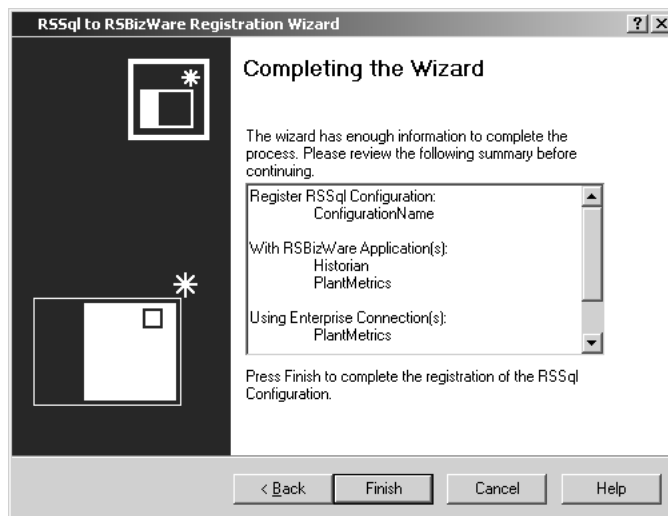 RSSql to RSBizWare Registration Wizard
Completing the Wizard
The wizard has enough information to complete the
process. Please review the following summary before
continuing.
Register RSSql Configuration:
ConfigurationName
With RSBizWare Application(s):
Historian
PlantMetrics
Using Enterprise Connection(s):
PlantMetrics
Press Finish to complete the registration of the RSSql
Configuration.
< Back Finish Cancel Help